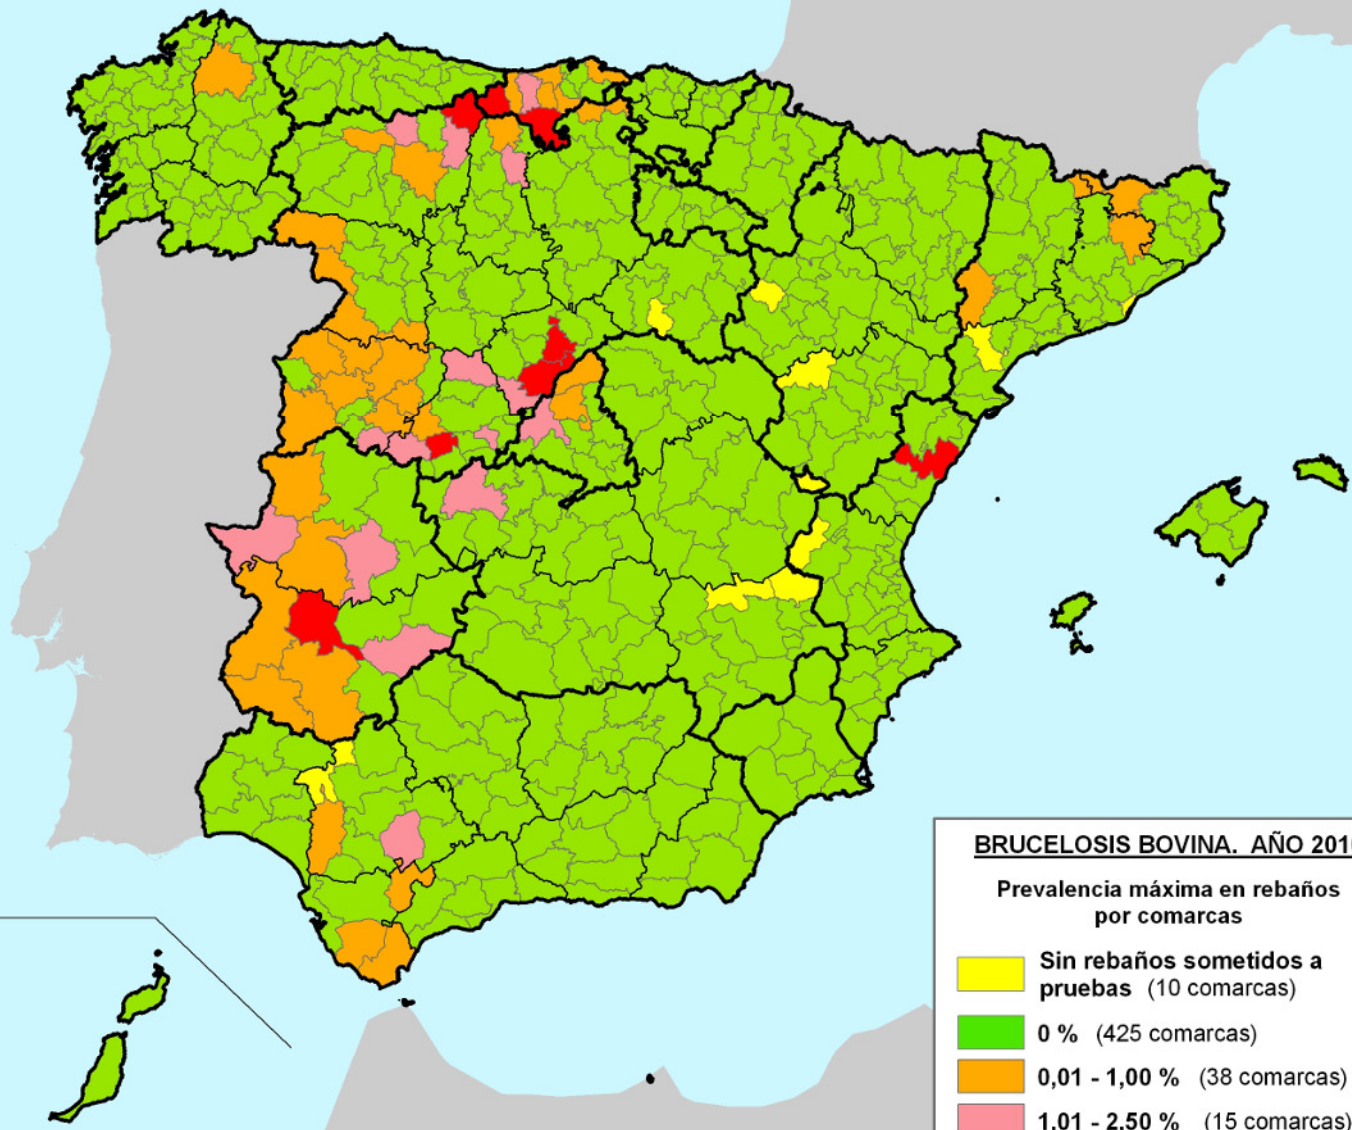 BRUCELOSIS BOVINA. AÑO 201
Prevalencia máxima en rebaños
por comarcas
Sin rebaños sometidos a
pruebas (10 comarcas)
0 % (425 comarcas)
0,01 - 1,00 % (38 comarcas)
1,01 - 2,50 % (15 comarcas)